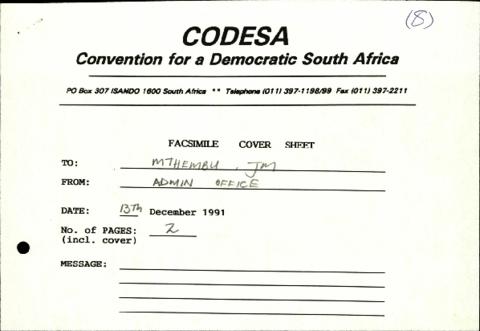 (8)
CODESA
Convention for a Democratic South Africa
PO Box 307 ISANDO 1600 South Africa ** Telephone (011) 397-1198/99 Fax (011) 397-2211
FACSIMILE COVER SHEET
TO: MTHEMBU, JM
FROM: ADMIN OFFICE
DATE: 13th December 1991
No. of PAGES: 2
(incl. cover)
MESSAGE: